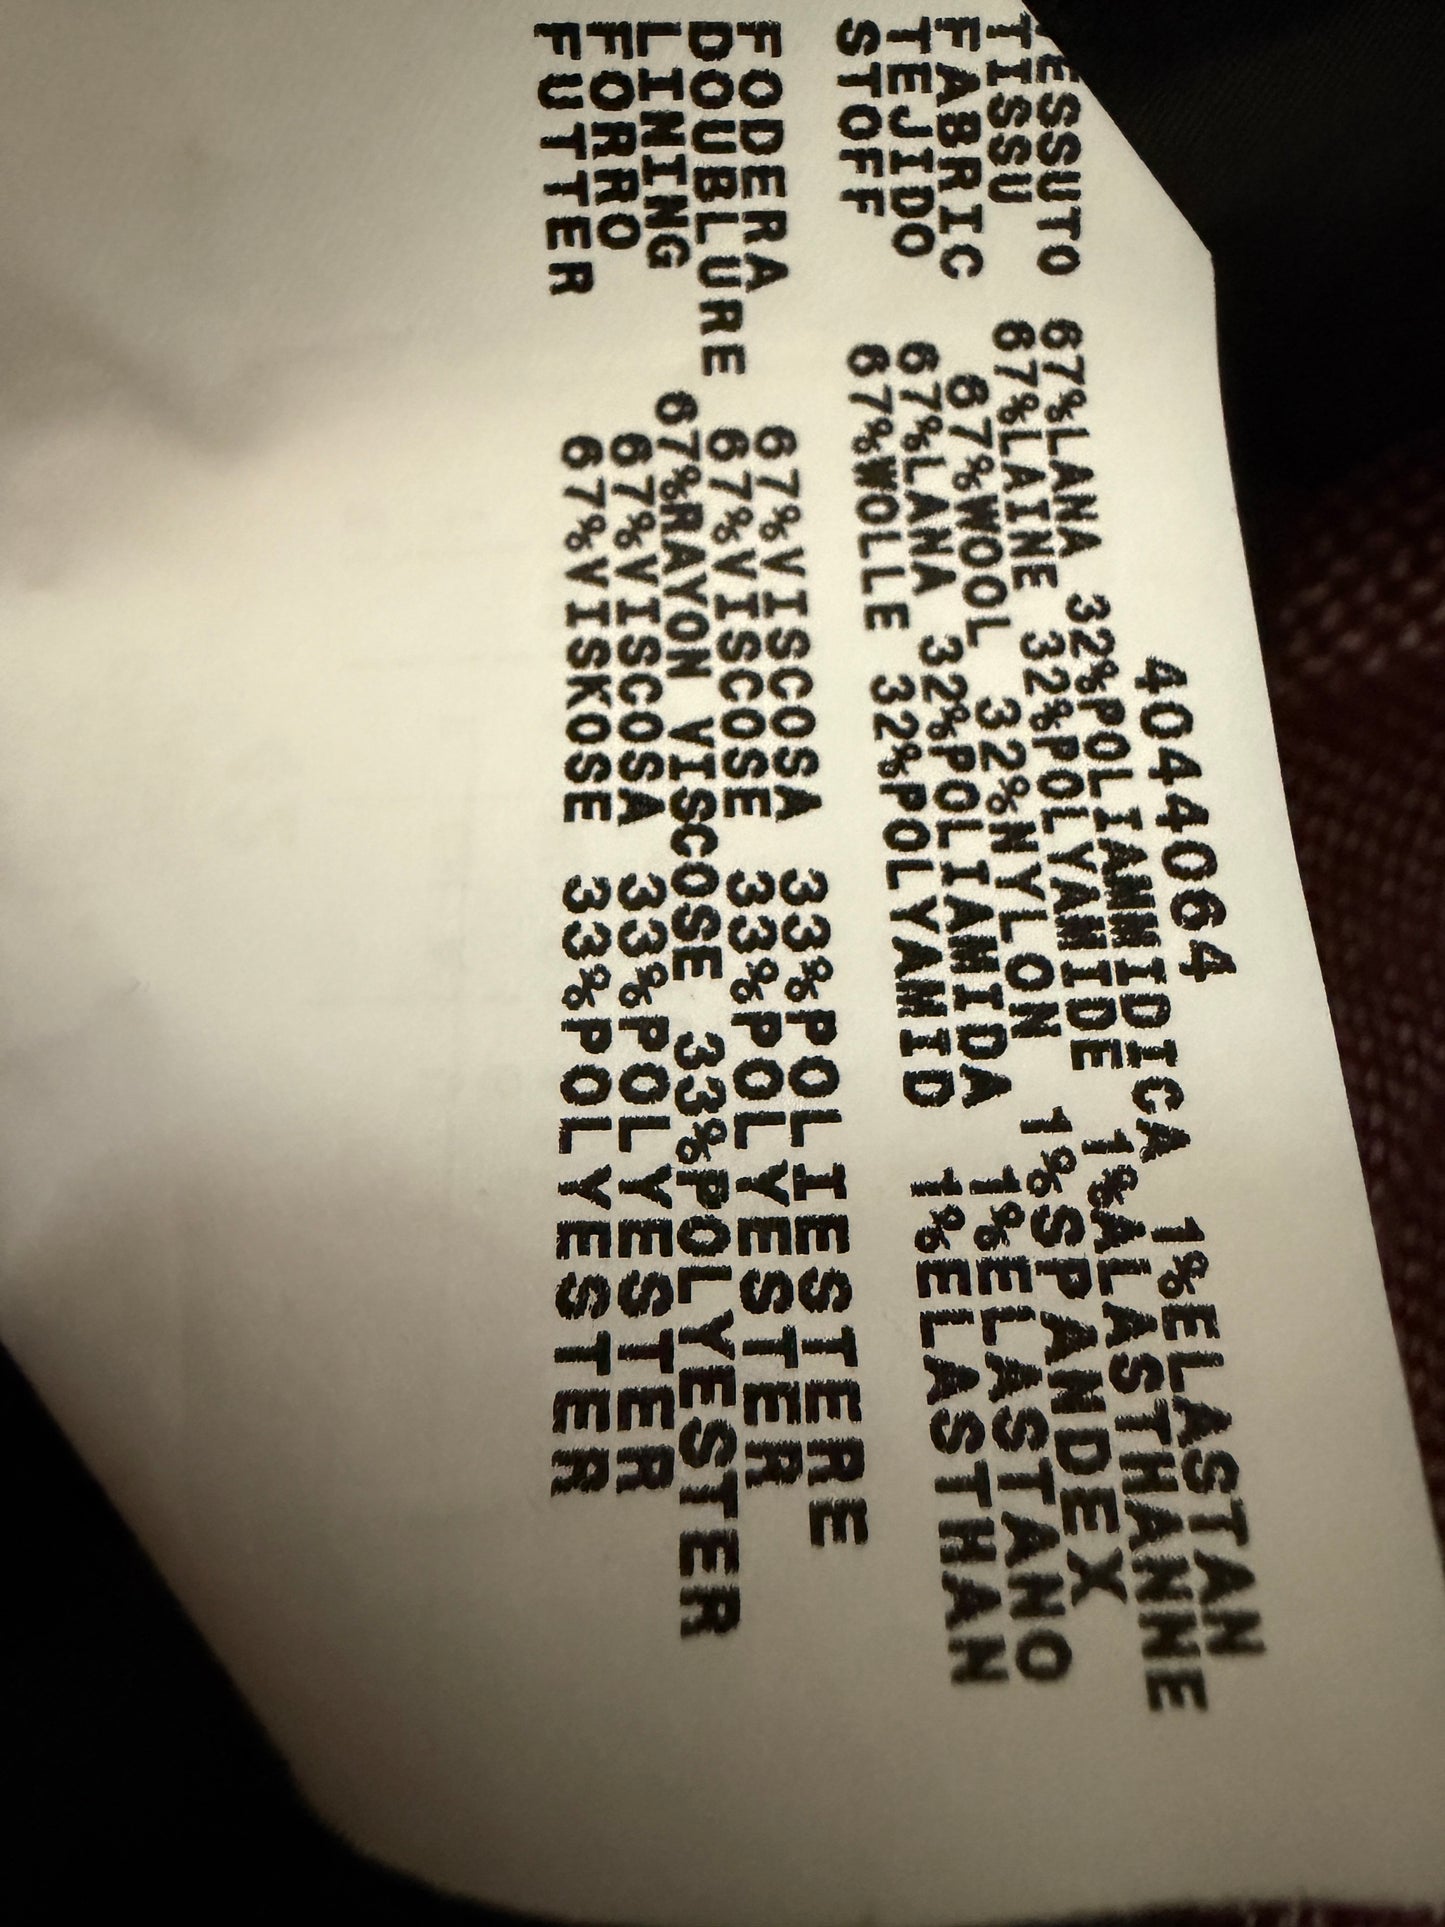 4044064
TESSUTO 67%LANA 32%POLIAMMIDICA 1%ELASTAN
TISSU 67%LAINE 32%POLYAMIDE 1%ALASTHANNE
FABRIC 67%WOOL 32%NYLON 1%SPANDEX
TEJIDO 67%LANA 32%POLIAMIDA 1%ELASTANO
STOFF 67%WOLLE 32%POLYAMID 1%ELASTHAN
FODERA 67%VISCOSA 33%POLIESTERE
DOUBLURE 67%VISCOSE 33%POLYESTER
LINING 67%RAYON VISCOSE 33%POLYESTER
FORRO 67%VISCOSA 33%POLYESTER
FUTTER 67%VISKOSE 33%POLYESTER